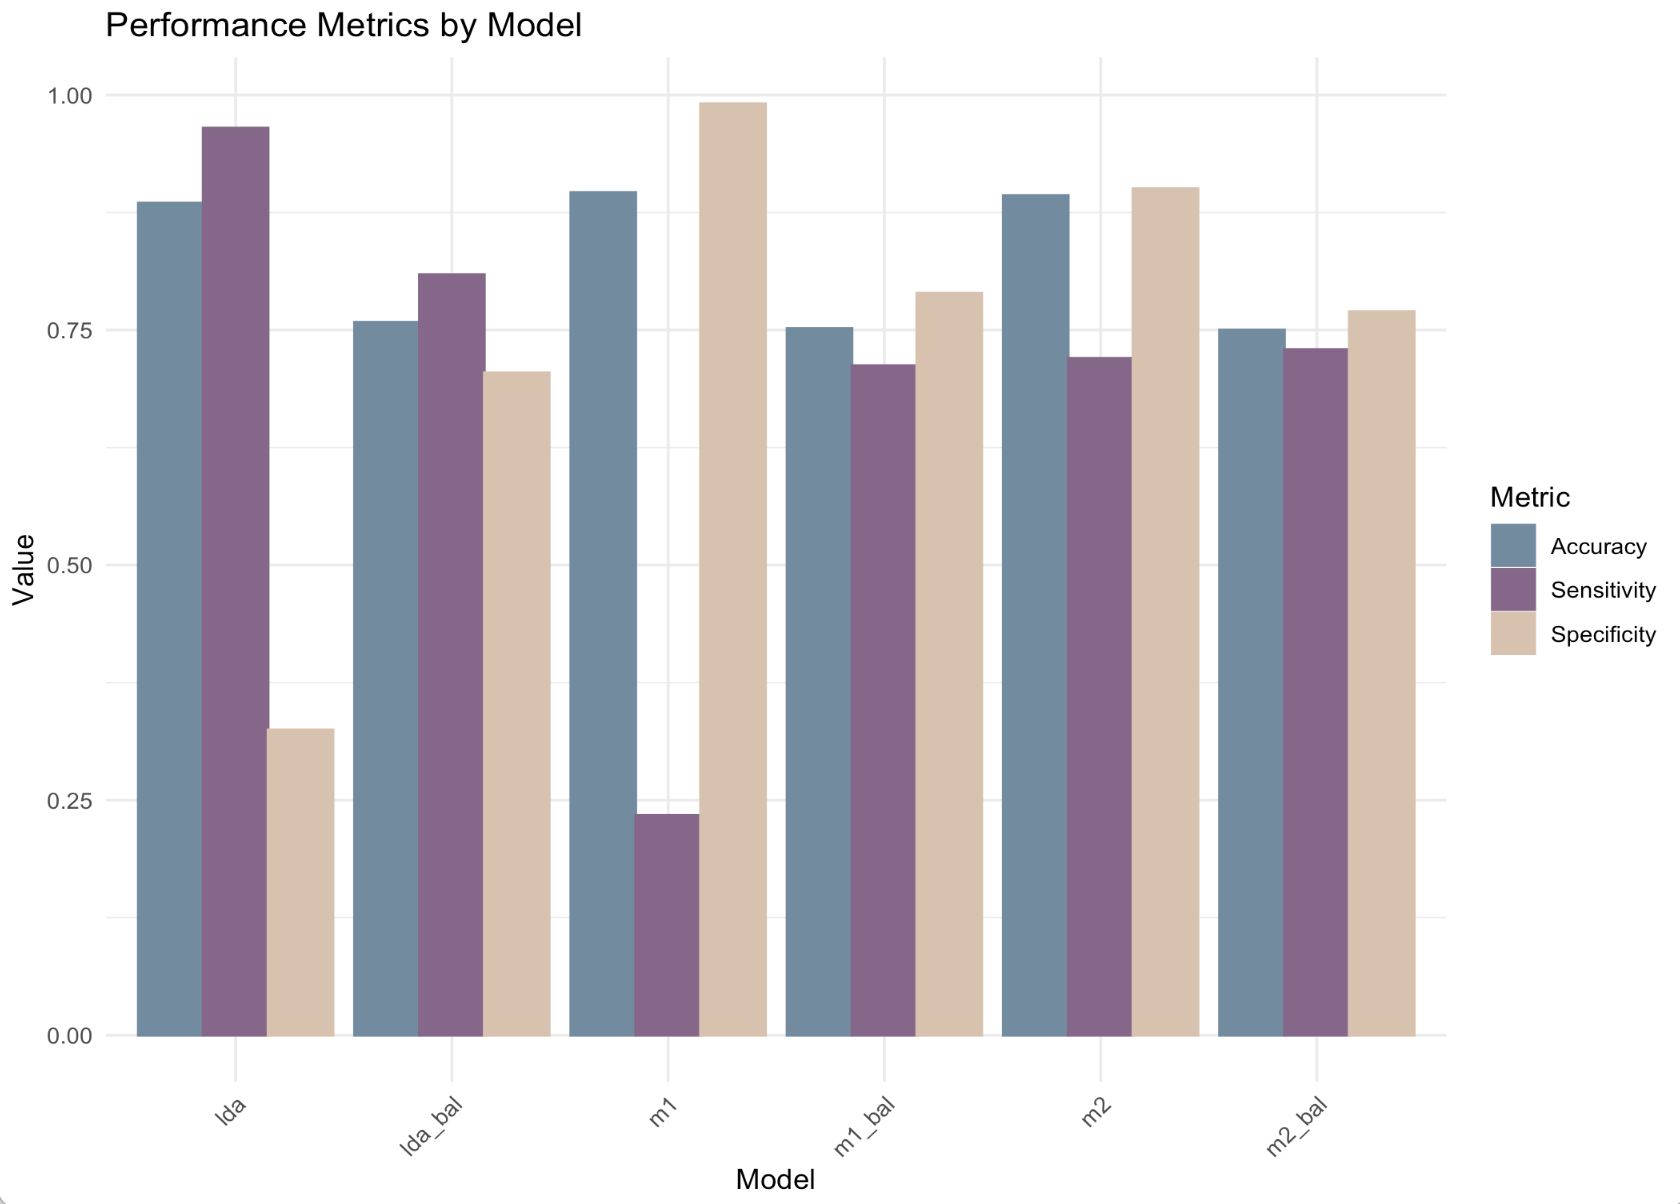 Performance Metrics by Model
1.00
0.75
0.50
0.25
0.00
Value
lda
lda_bal
m1
m1_bal
m2
m2_bal
Model
Metric
Accuracy
Sensitivity
Specificity